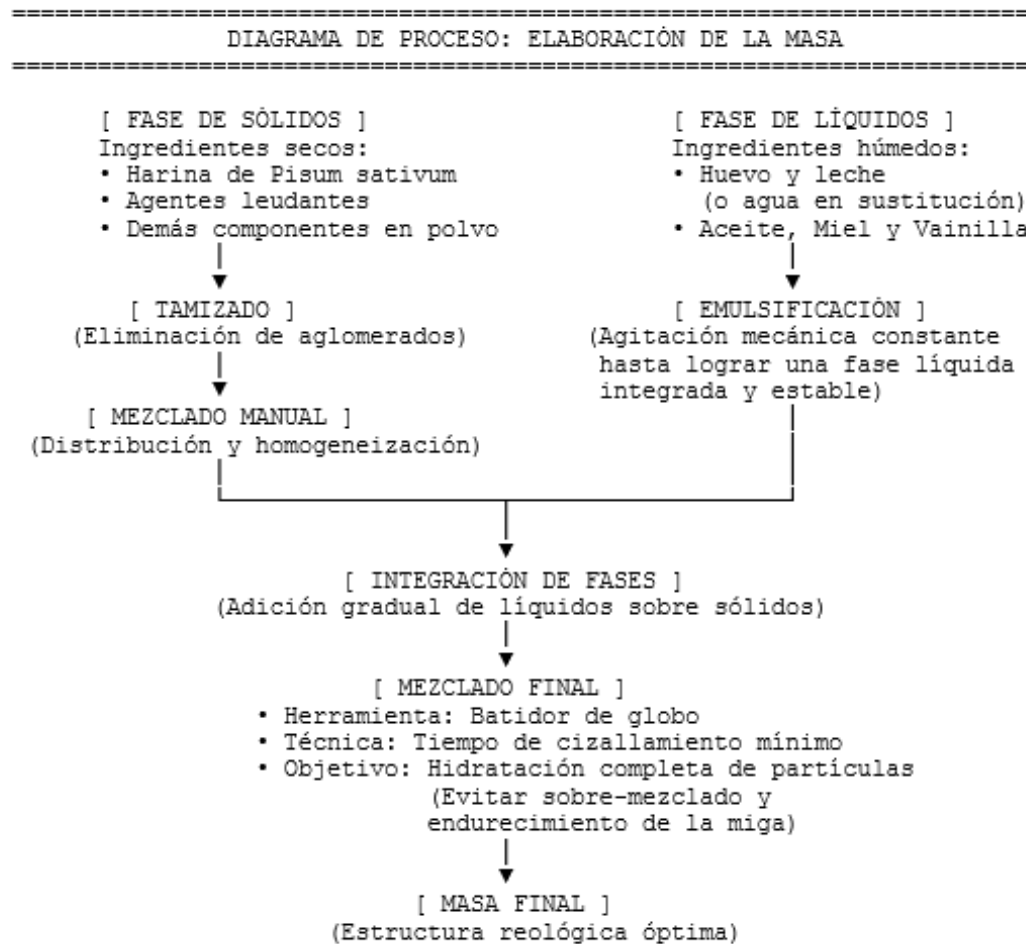 DIAGRAMA DE PROCESO: ELABORACIÓN DE LA MASA
[ FASE DE SÓLIDOS ]
Ingredientes secos:
• Harina de Pisum sativum
• Agentes leudantes
• Demás componentes en polvo
[ TAMIZADO ]
(Eliminación de aglomerados)
[ MEZCLADO MANUAL ]
(Distribución y homogeneización)
[ FASE DE LÍQUIDOS ]
Ingredientes húmedos:
• Huevo y leche
(o agua en sustitución)
• Aceite, Miel y Vainilla
[ EMULSIFICACIÓN ]
(Agitación mecánica constante
hasta lograr una fase líquida
integrada y estable)
[ INTEGRACIÓN DE FASES ]
(Adición gradual de líquidos sobre sólidos)
[ MEZCLADO FINAL ]
• Herramienta: Batidor de globo
• Técnica: Tiempo de cizallamiento mínimo
• Objetivo: Hidratación completa de partículas
(Evitar sobre-mezclado y
endurecimiento de la miga)
[ MASA FINAL ]
(Estructura reológica óptima)